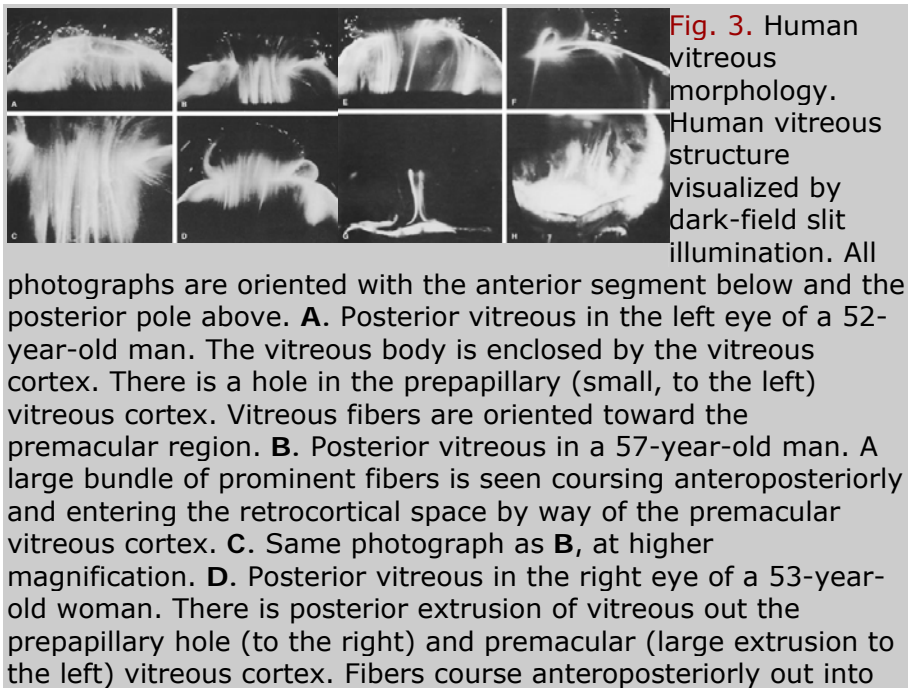 A
B
E
F
C
D
G
H
Fig. 3. Human
vitreous
morphology.
Human vitreous
structure
visualized by
dark-field slit
illumination. All
photographs are oriented with the anterior segment below and the
posterior pole above. A. Posterior vitreous in the left eye of a 52-
year-old man. The vitreous body is enclosed by the vitreous
cortex. There is a hole in the prepapillary (small, to the left)
vitreous cortex. Vitreous fibers are oriented toward the
premacular region. B. Posterior vitreous in a 57-year-old man. A
large bundle of prominent fibers is seen coursing anteroposteriorly
and entering the retrocortical space by way of the premacular
vitreous cortex. C. Same photograph as B, at higher
magnification. D. Posterior vitreous in the right eye of a 53-year-
old woman. There is posterior extrusion of vitreous out the
prepapillary hole (to the right) and premacular (large extrusion to
the left) vitreous cortex. Fibers course anteroposteriorly out into